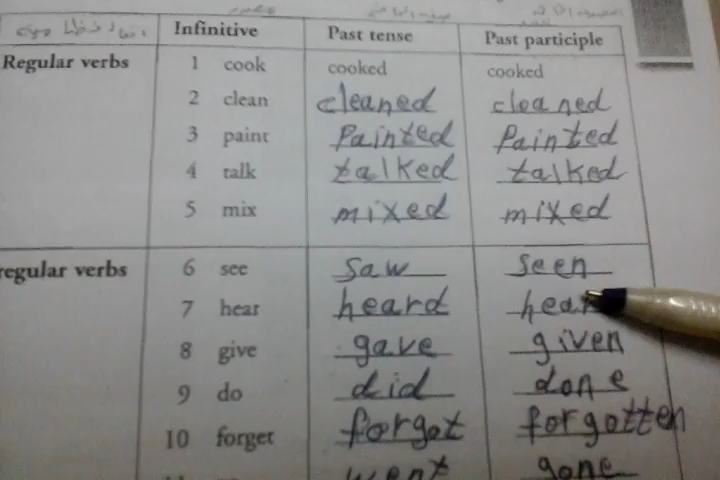 Infinitive Past tense Past participle
Regular verbs 1 cook cooked cooked
2 clean cleaned cleaned
3 paint Painted Painted
4 talk talked talked
5 mix mixed mixed
regular verbs 6 see saw seen
7 hear heard hear
8 give gave given
9 do did done
10 forget forgot forgotten
went gone